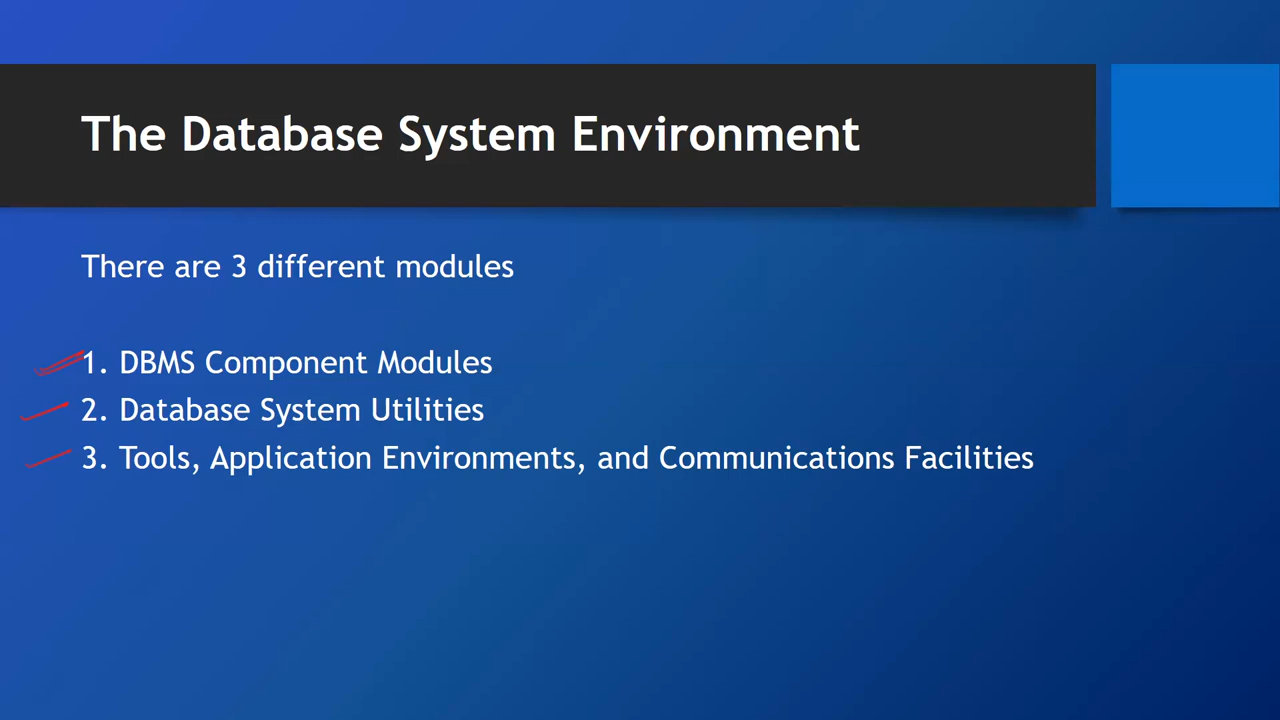 The Database System Environment
There are 3 different modules
1. DBMS Component Modules
2. Database System Utilities
3. Tools, Application Environments, and Communications Facilities